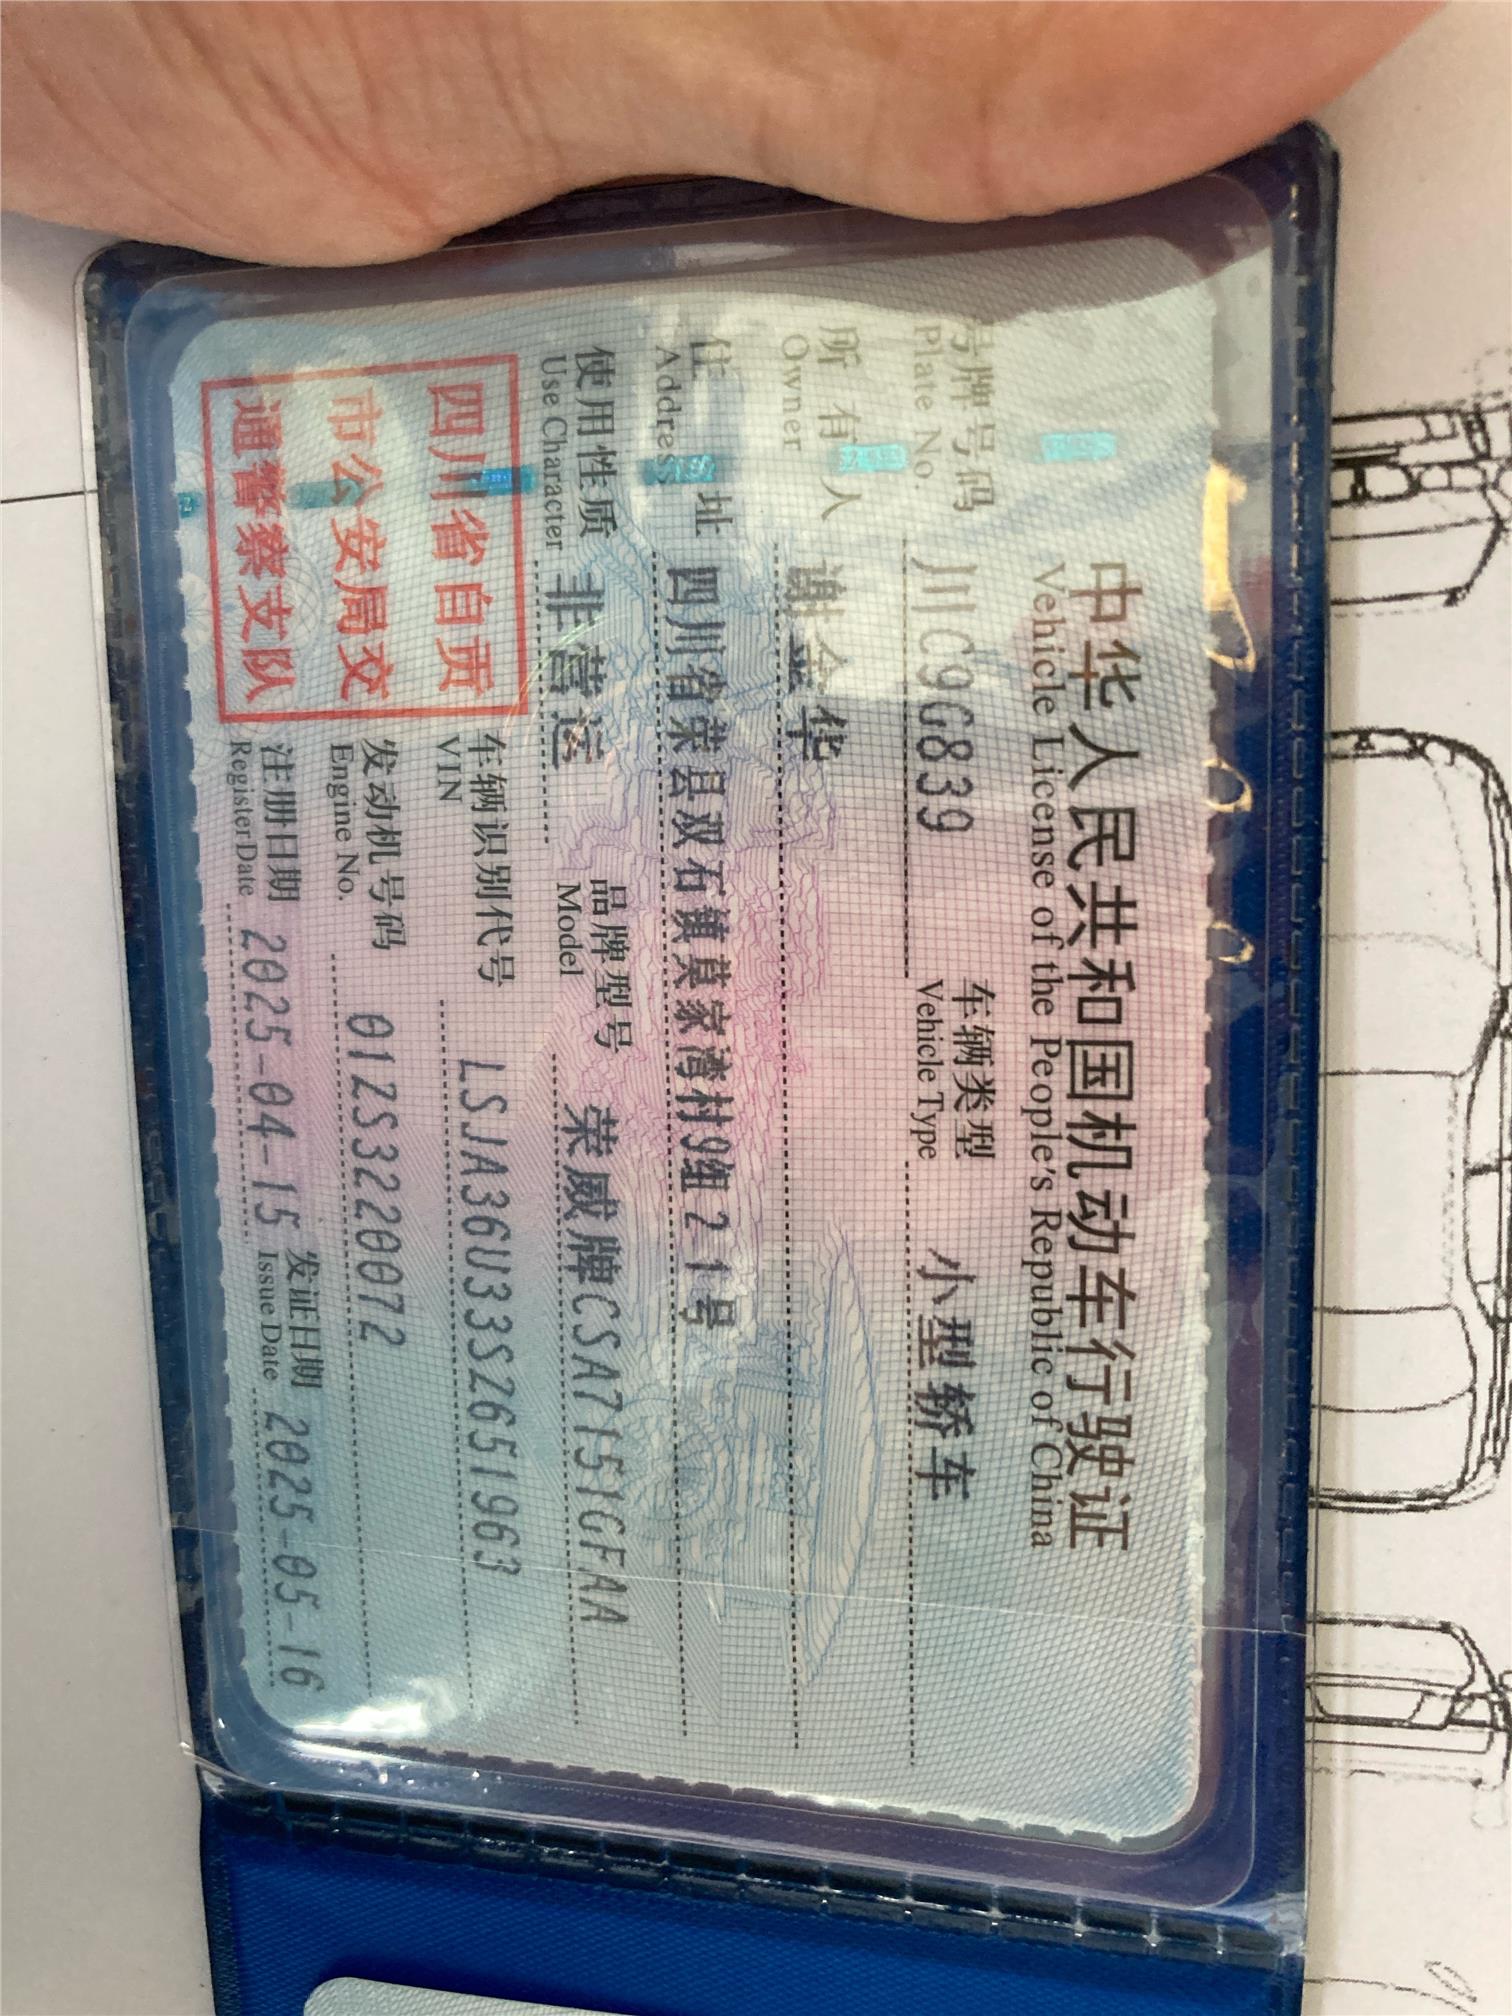 中华人民共和国机动车行驶证
Vehicle License of the People's Republic of China
号牌号码 川C9G839 车辆类型 小型轿车
Plate No. Vehicle Type
所有人 谢金华
Owner
住址 四川省荣县双石镇莫家湾村9组21号
Address
使用性质 非营运 品牌型号 荣威牌CSA7151GFAA
Use Character Model
四川省自贡
市公安局交
通警察支队
车辆识别代号 LSJA36U33SZ651963
VIN
发动机号码 01ZS3220072
Engine No.
注册日期 2025-04-15 发证日期 2025-05-16
Register Date Issue Date